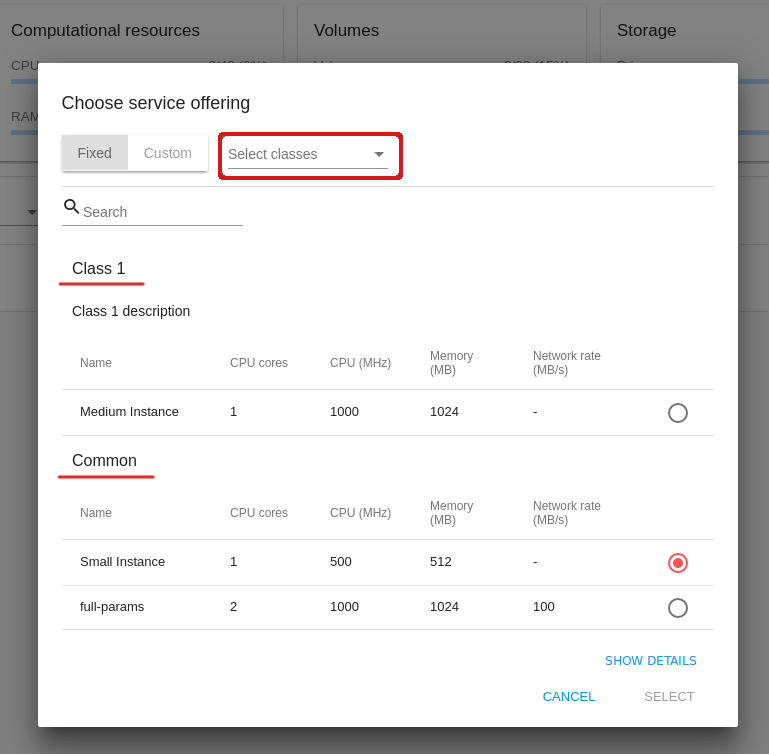 Computational resources
Volumes
Storage
CPU
RAM
Choose service offering
Fixed
Custom
Select classes
Search
Class 1
Class 1 description
Name CPU cores CPU (MHz) Memory (MB) Network rate (MB/s)
Medium Instance 1 1000 1024 -
Common
Name CPU cores CPU (MHz) Memory (MB) Network rate (MB/s)
Small Instance 1 500 512 -
full-params 2 1000 1024 100
SHOW DETAILS
CANCEL
SELECT